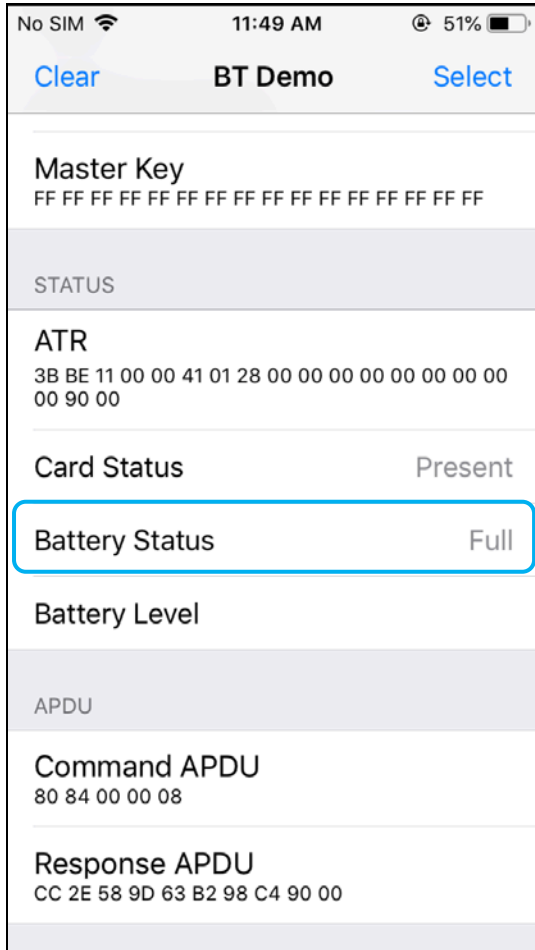 No SIM 11:49 AM 51%
Clear BT Demo Select
Master Key
FF FF FF FF FF FF FF FF FF FF FF FF FF FF FF FF
STATUS
ATR
3B BE 11 00 00 41 01 28 00 00 00 00 00 00 00 00
00 90 00
Card Status Present
Battery Status Full
Battery Level
APDU
Command APDU
80 84 00 00 08
Response APDU
CC 2E 58 9D 63 B2 98 C4 90 00